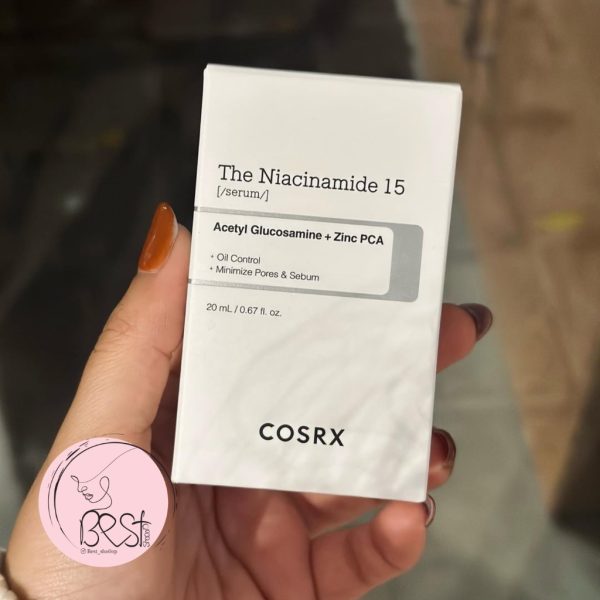 The Niacinamide 15
[/serum/]
Acetyl Glucosamine + Zinc PCA
+ Oil Control
+ Minimize Pores & Sebum
20 mL / 0.67 fl. oz.
COSRX
Best